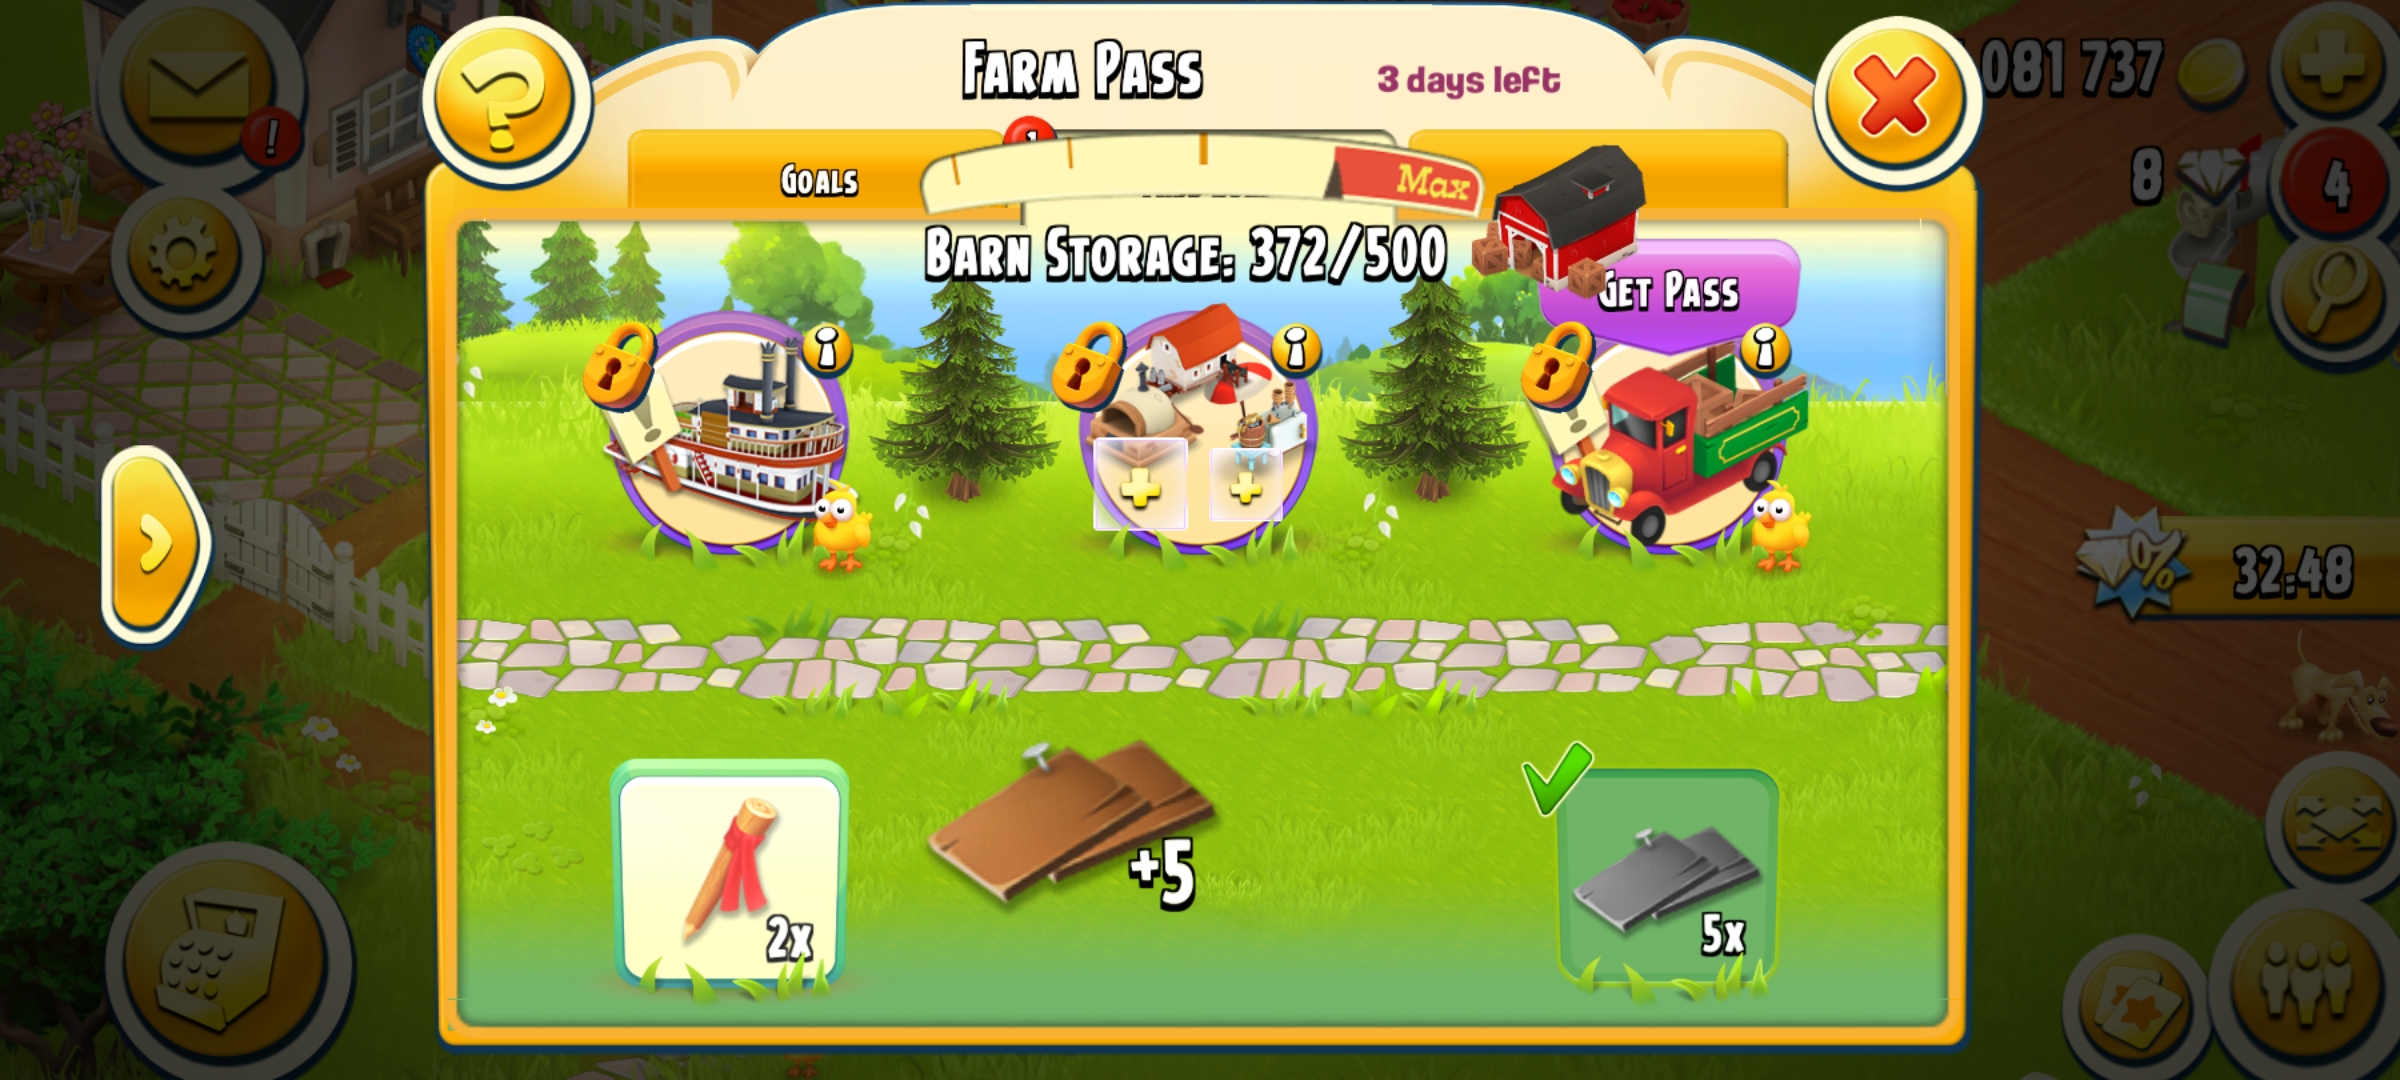 FARM PASS
3 days left
081 737
GOALS
Max
8
4
BARN STORAGE: 372/500
GET PASS
32:48
+5
2x
5x